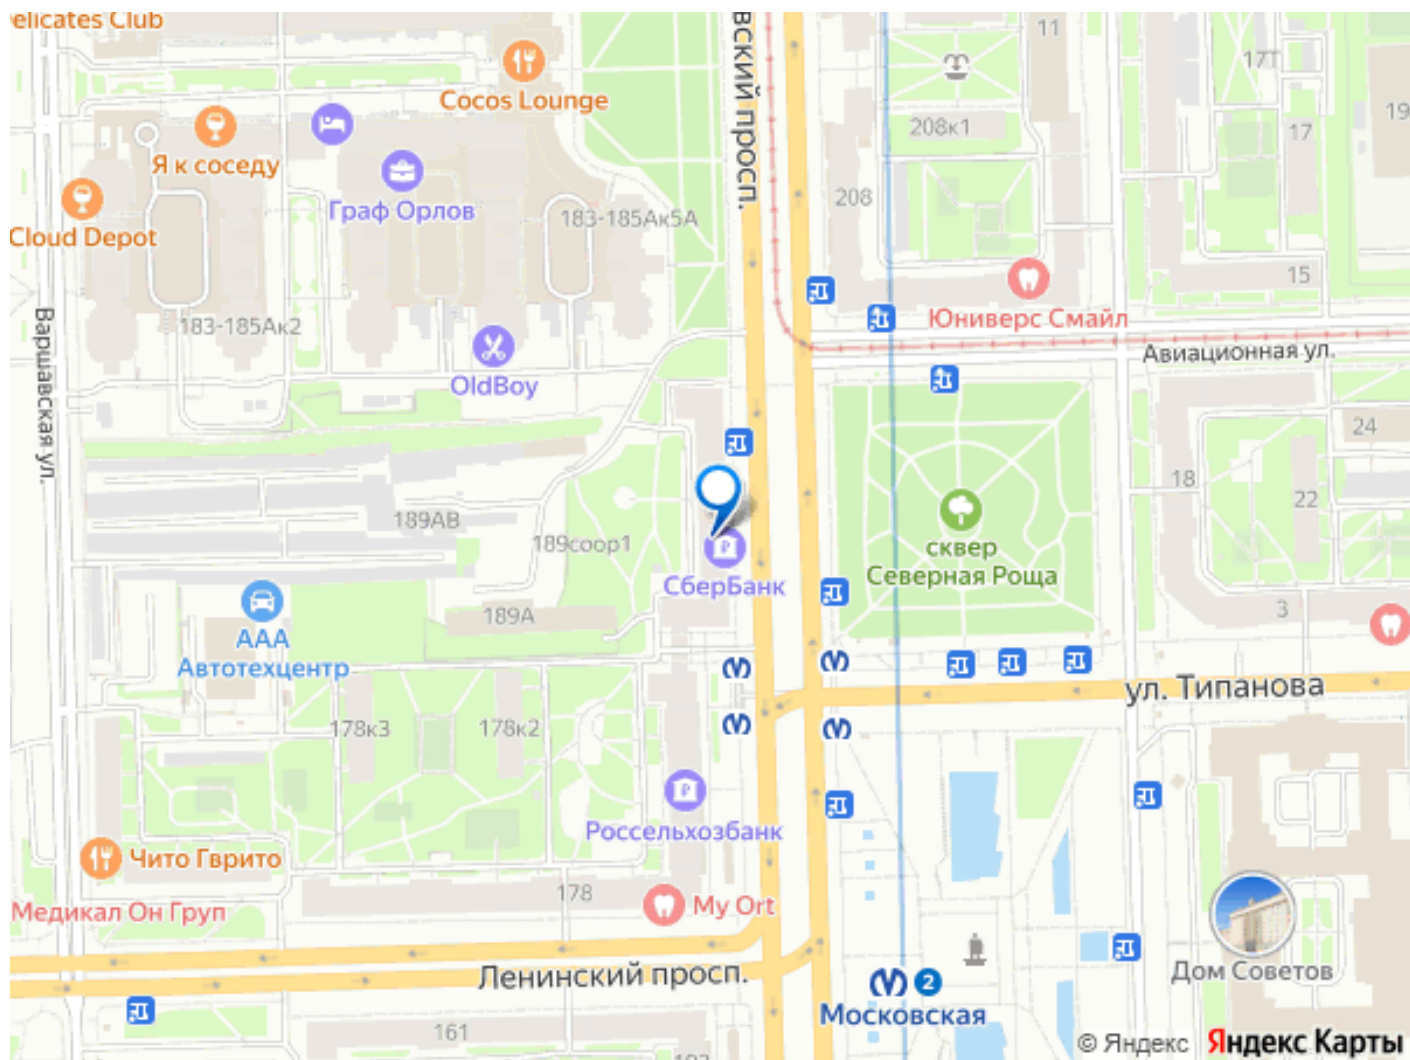 elicates Club
Cocos Lounge
Я к соседу
Граф Орлов
Cloud Depot
183-185Ак5А
183-185Ак2
OldBoy
Варшавская ул.
вский просп.
11
17Т
19
208к1
17
208
15
Юниверс Смайл
Авиационная ул.
24
18
22
189АВ
189соор1
сквер
Северная Роща
СберБанк
189А
3
ААА
Автотехцентр
ул. Типанова
178к3
178к2
Россельхозбанк
Чито Гврито
178
Медикал Он Груп
My Ort
Ленинский просп.
2
Московская
Дом Советов
161
© Яндекс Яндекс Карты